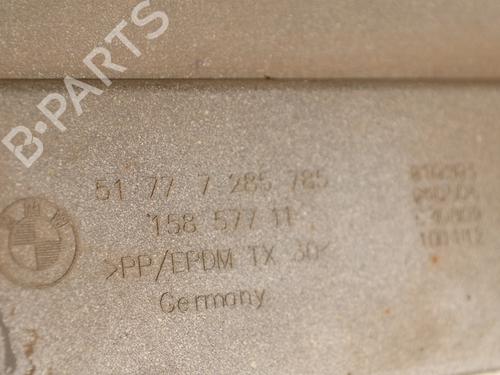 B-PARTS
51 77 7 285 785
158 577 11
>PP/EPDM TX 30<
Germany